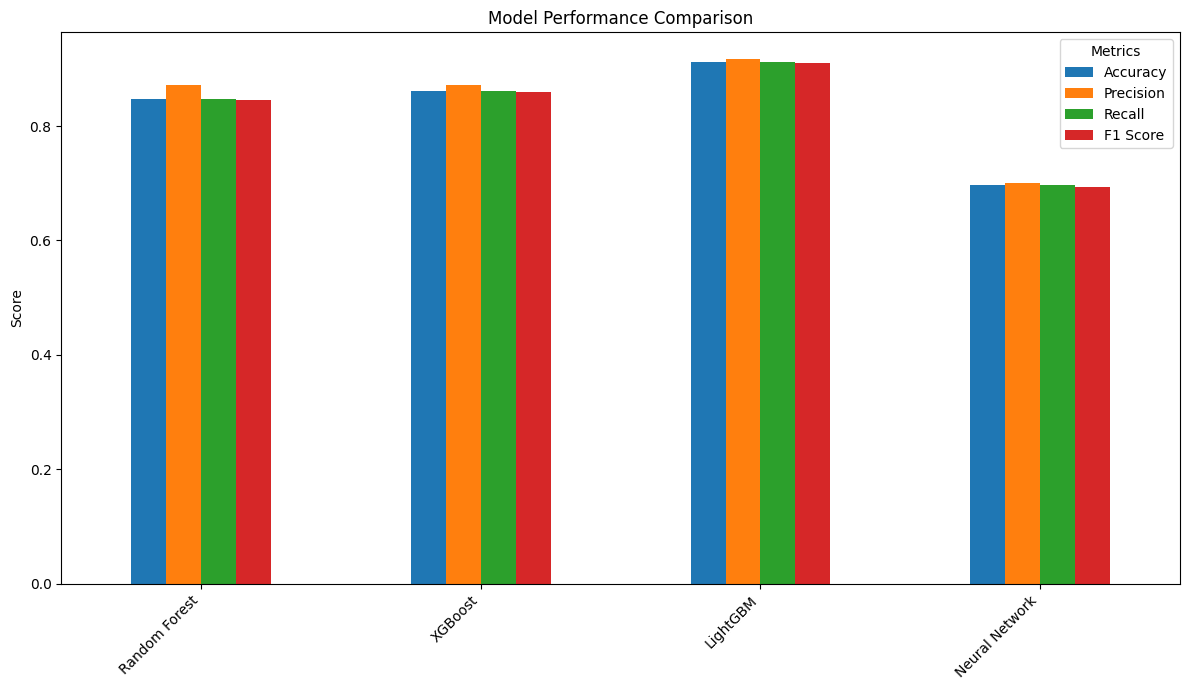 Model Performance Comparison
Metrics
Accuracy
Precision
Recall
F1 Score
Score
0.8
0.6
0.4
0.2
0.0
Random Forest
XGBoost
LightGBM
Neural Network